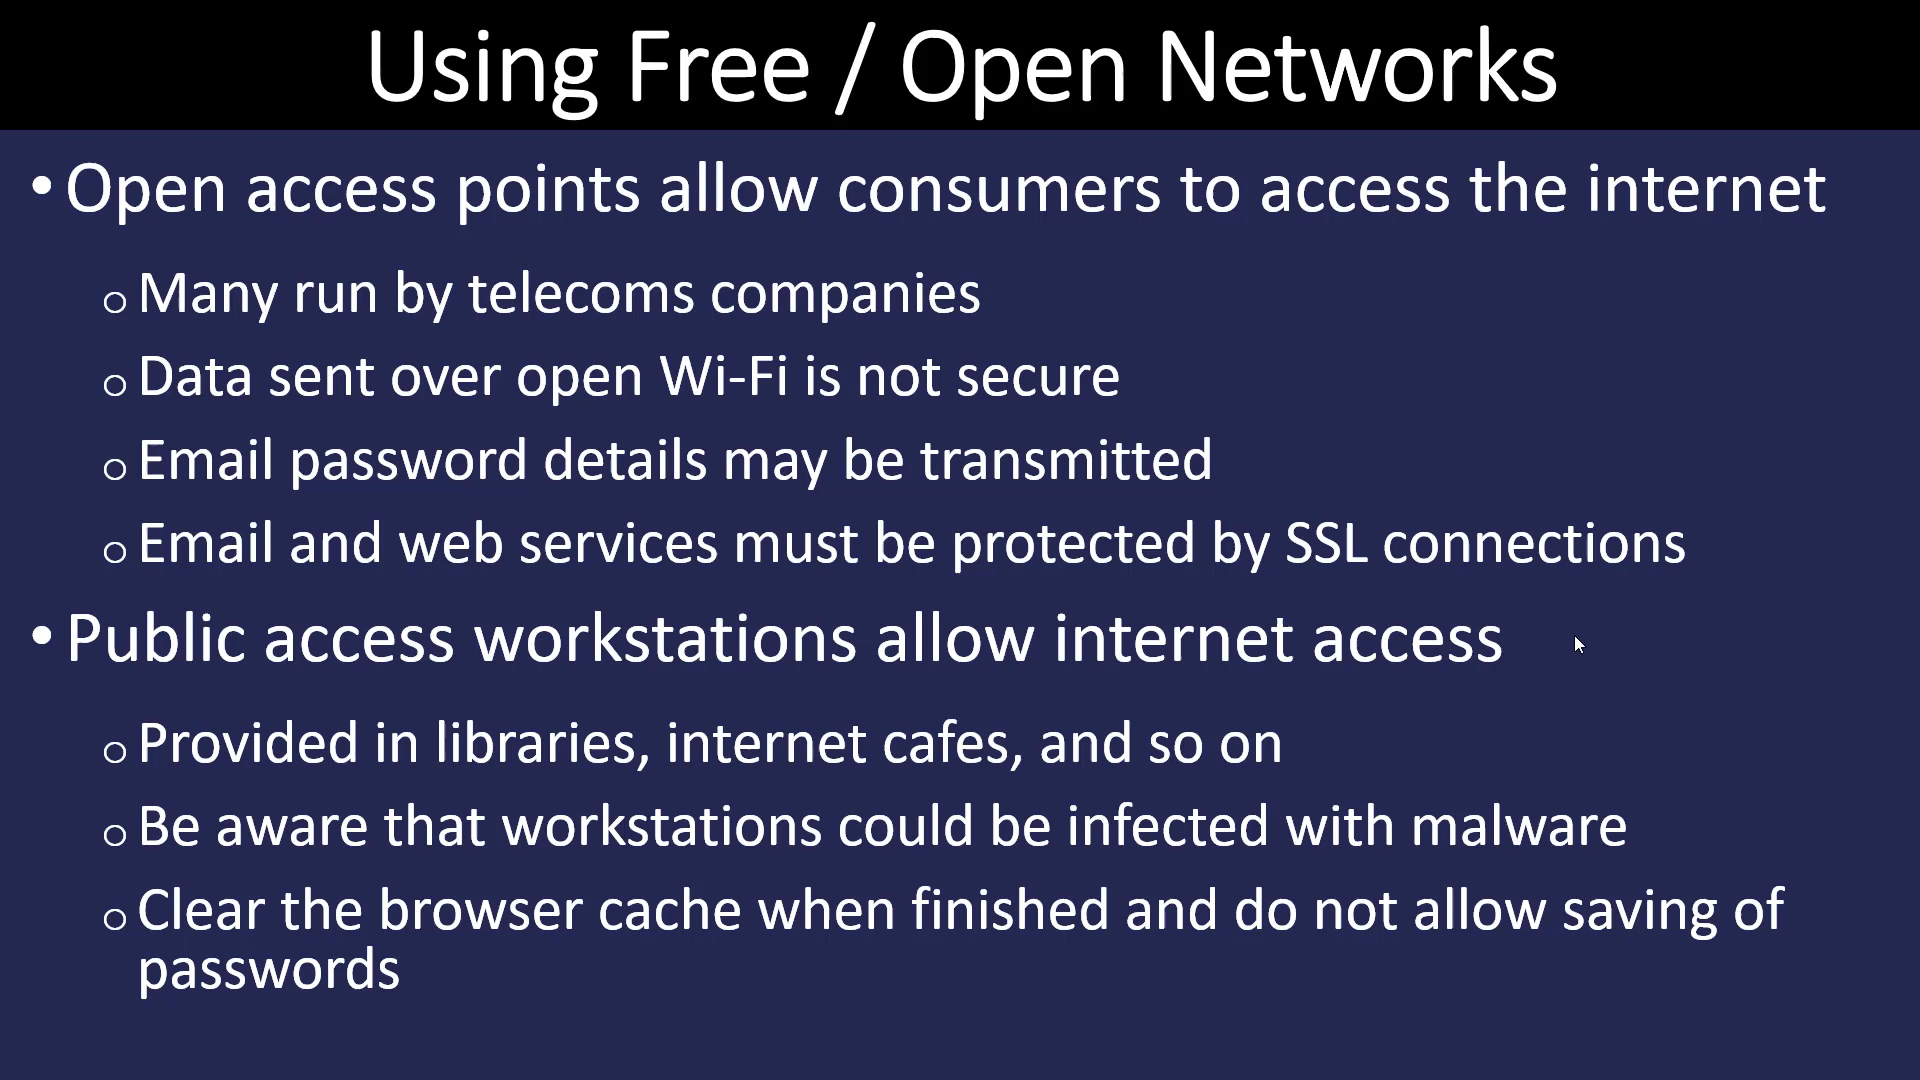 Using Free / Open Networks
• Open access points allow consumers to access the internet
o Many run by telecoms companies
o Data sent over open Wi-Fi is not secure
o Email password details may be transmitted
o Email and web services must be protected by SSL connections
• Public access workstations allow internet access
o Provided in libraries, internet cafes, and so on
o Be aware that workstations could be infected with malware
o Clear the browser cache when finished and do not allow saving of
passwords